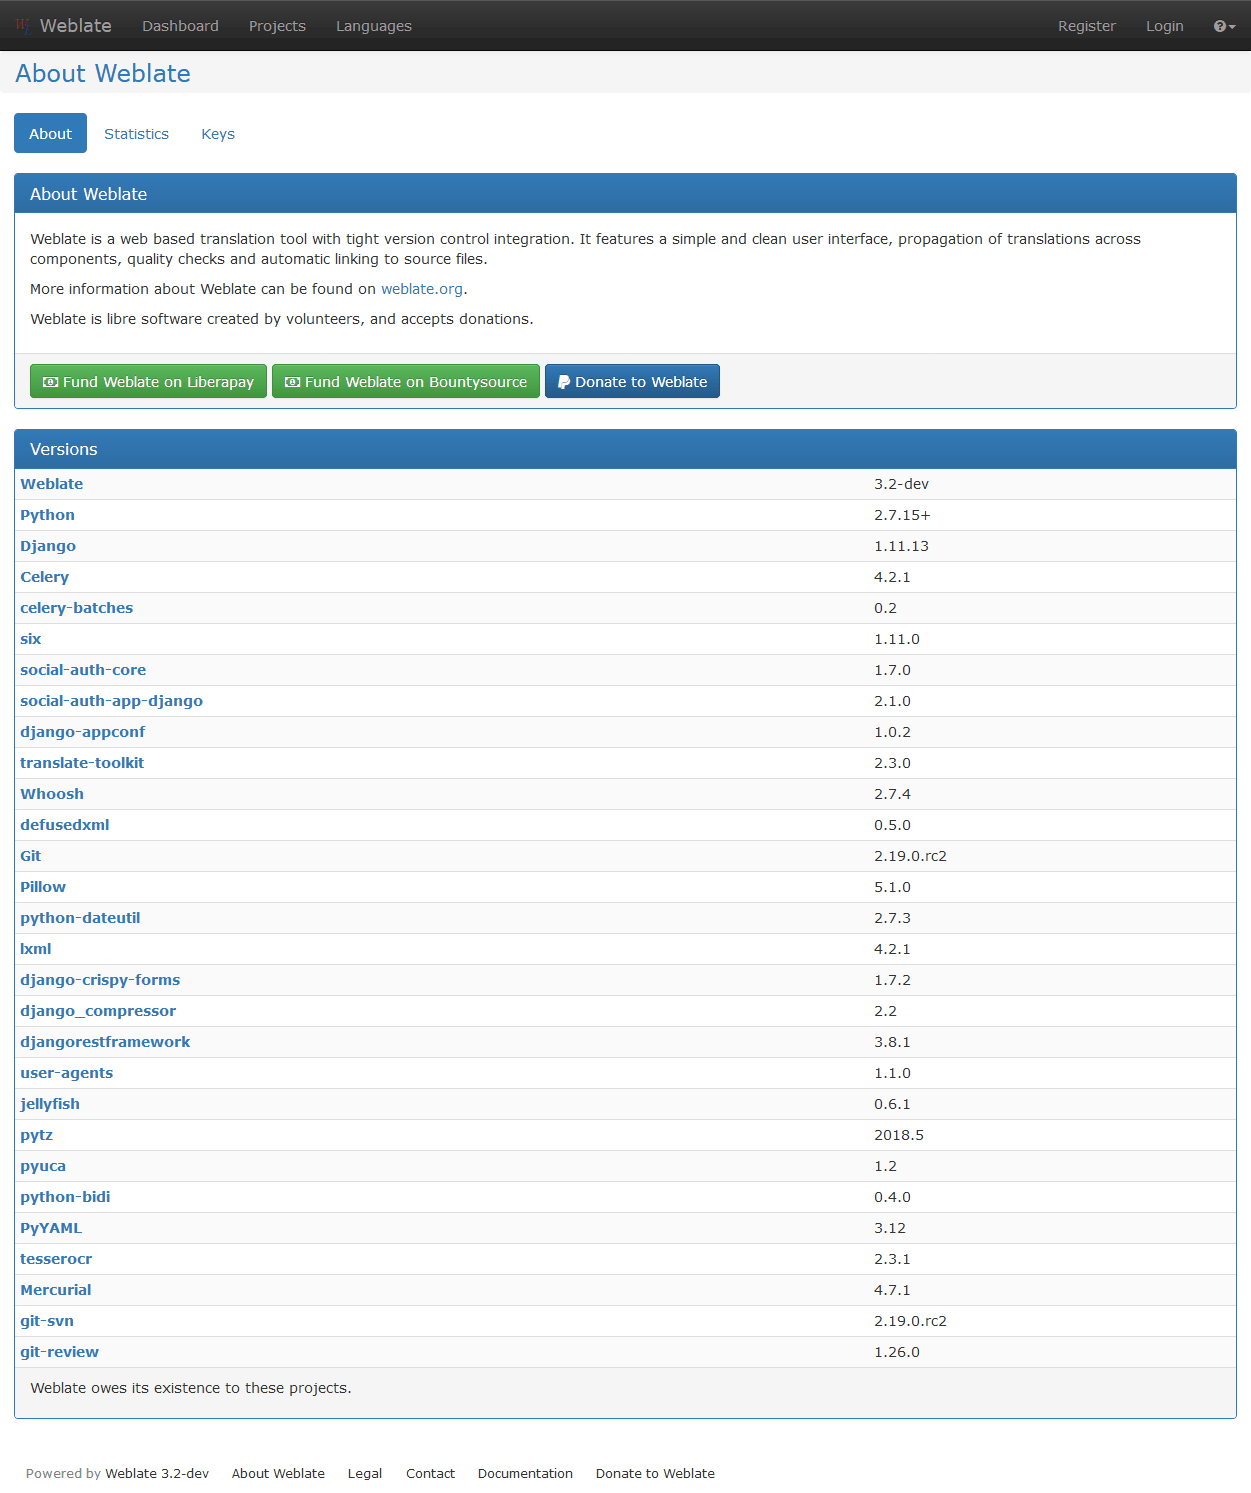 Weblate Dashboard Projects Languages Register Login
About Weblate
About Statistics Keys
About Weblate
Weblate is a web based translation tool with tight version control integration. It features a simple and clean user interface, propagation of translations across
components, quality checks and automatic linking to source files.
More information about Weblate can be found on weblate.org.
Weblate is libre software created by volunteers, and accepts donations.
Fund Weblate on Liberapay Fund Weblate on Bountysource Donate to Weblate
Versions
Weblate 3.2-dev
Python 2.7.15+
Django 1.11.13
Celery 4.2.1
celery-batches 0.2
six 1.11.0
social-auth-core 1.7.0
social-auth-app-django 2.1.0
django-appconf 1.0.2
translate-toolkit 2.3.0
Whoosh 2.7.4
defusedxml 0.5.0
Git 2.19.0.rc2
Pillow 5.1.0
python-dateutil 2.7.3
lxml 4.2.1
django-crispy-forms 1.7.2
django_compressor 2.2
djangorestframework 3.8.1
user-agents 1.1.0
jellyfish 0.6.1
pytz 2018.5
pyuca 1.2
python-bidi 0.4.0
PyYAML 3.12
tesserocr 2.3.1
Mercurial 4.7.1
git-svn 2.19.0.rc2
git-review 1.26.0
Weblate owes its existence to these projects.
Powered by Weblate 3.2-dev About Weblate Legal Contact Documentation Donate to Weblate